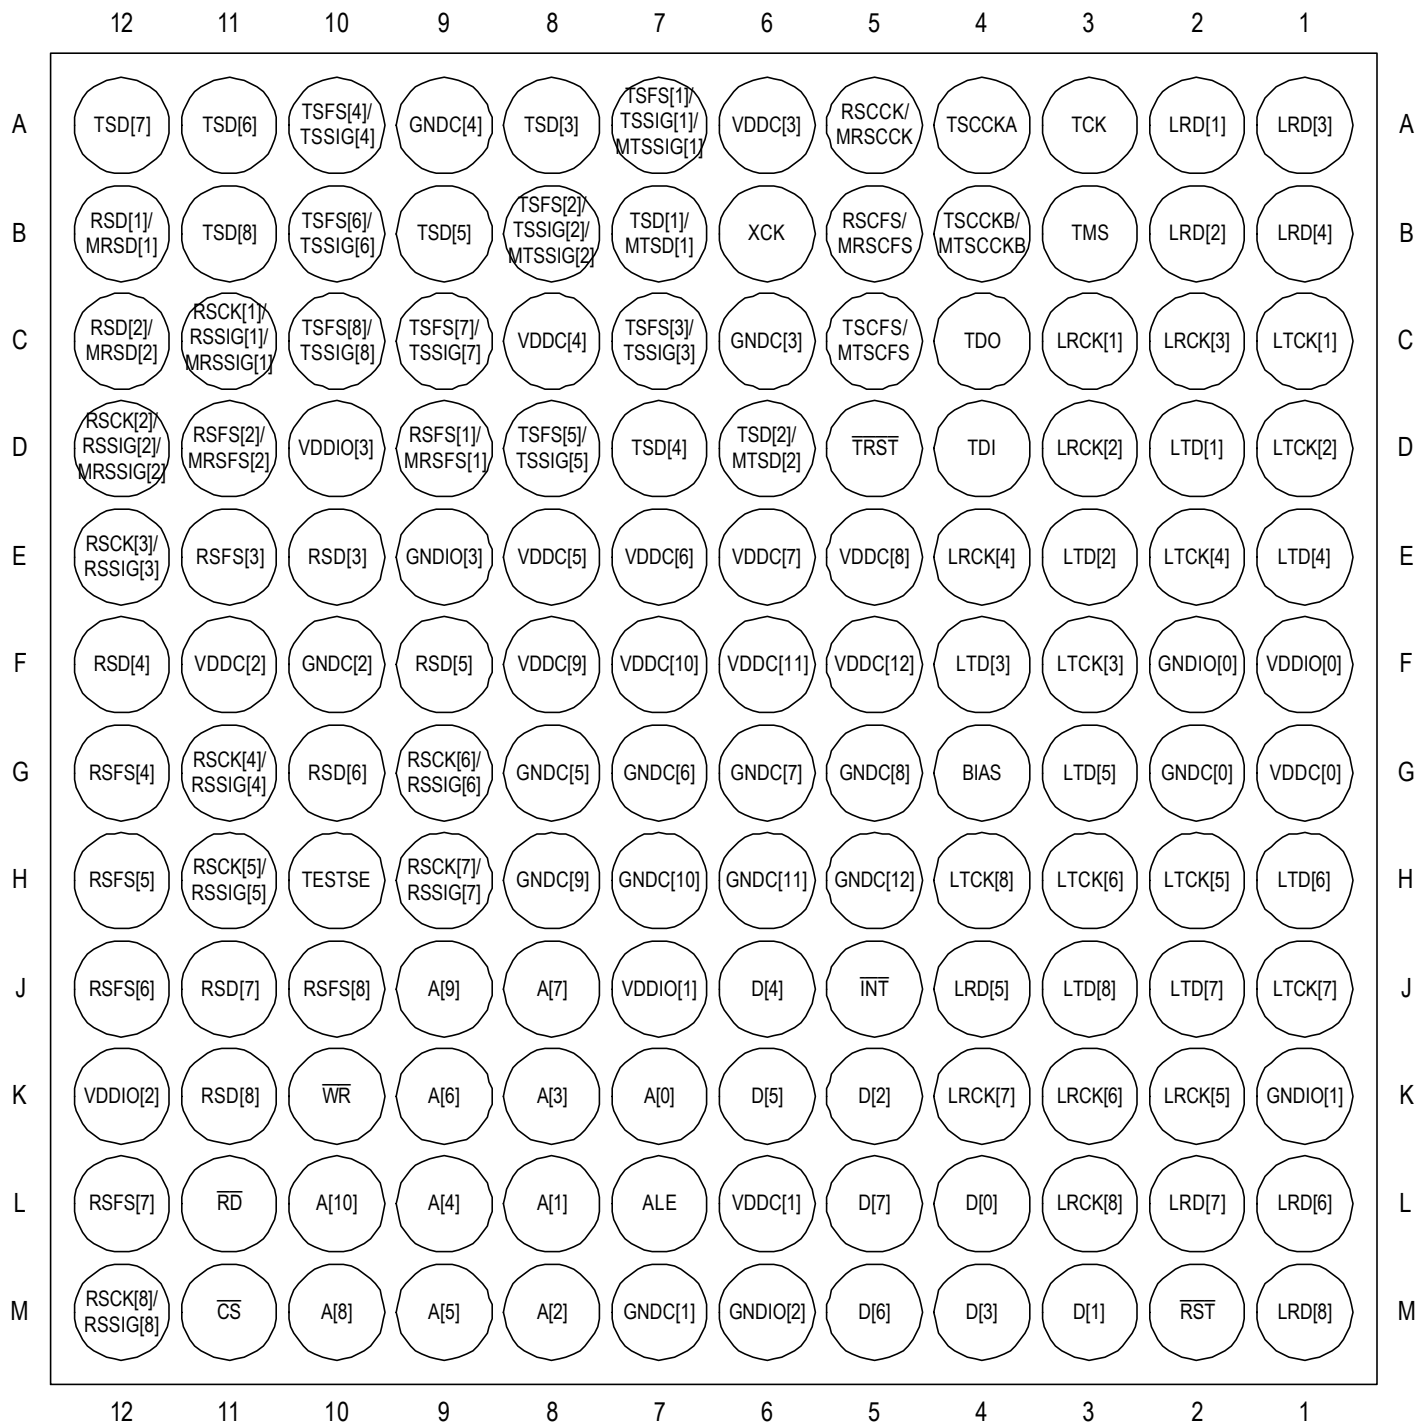 12 11 10 9 8 7 6 5 4 3 2 1
A TSD[7] TSD[6] TSFS[4]/ TSSIG[4] GNDC[4] TSD[3] TSFS[1]/ TSSIG[1]/ MTSSIG[1] VDDC[3] RSCCK/ MRSCCK TSCCKA TCK LRD[1] LRD[3] A
B RSD[1]/ MRSD[1] TSD[8] TSFS[6]/ TSSIG[6] TSD[5] TSFS[2]/ TSSIG[2]/ MTSSIG[2] TSD[1]/ MTSD[1] XCK RSCFS/ MRSCFS TSCCKB/ MTSCCKB TMS LRD[2] LRD[4] B
C RSD[2]/ MRSD[2] RSCK[1]/ RSSIG[1]/ MRSSIG[1] TSFS[8]/ TSSIG[8] TSFS[7]/ TSSIG[7] VDDC[4] TSFS[3]/ TSSIG[3] GNDC[3] TSCFS/ MTSCFS TDO LRCK[1] LRCK[3] LTCK[1] C
D RSCK[2]/ RSSIG[2]/ MRSSIG[2] RSFS[2]/ MRSFS[2] VDDIO[3] RSFS[1]/ MRSFS[1] TSFS[5]/ TSSIG[5] TSD[4] TSD[2]/ MTSD[2] TRST TDI LRCK[2] LTD[1] LTCK[2] D
E RSCK[3]/ RSSIG[3] RSFS[3] RSD[3] GNDIO[3] VDDC[5] VDDC[6] VDDC[7] VDDC[8] LRCK[4] LTD[2] LTCK[4] LTD[4] E
F RSD[4] VDDC[2] GNDC[2] RSD[5] VDDC[9] VDDC[10] VDDC[11] VDDC[12] LTD[3] LTCK[3] GNDIO[0] VDDIO[0] F
G RSFS[4] RSCK[4]/ RSSIG[4] RSD[6] RSCK[6]/ RSSIG[6] GNDC[5] GNDC[6] GNDC[7] GNDC[8] BIAS LTD[5] GNDC[0] VDDC[0] G
H RSFS[5] RSCK[5]/ RSSIG[5] TESTSE RSCK[7]/ RSSIG[7] GNDC[9] GNDC[10] GNDC[11] GNDC[12] LTCK[8] LTCK[6] LTCK[5] LTD[6] H
J RSFS[6] RSD[7] RSFS[8] A[9] A[7] VDDIO[1] D[4] INT LRD[5] LTD[8] LTD[7] LTCK[7] J
K VDDIO[2] RSD[8] WR A[6] A[3] A[0] D[5] D[2] LRCK[7] LRCK[6] LRCK[5] GNDIO[1] K
L RSFS[7] RD A[10] A[4] A[1] ALE VDDC[1] D[7] D[0] LRCK[8] LRD[7] LRD[6] L
M RSCK[8]/ RSSIG[8] CS A[8] A[5] A[2] GNDC[1] GNDIO[2] D[6] D[3] D[1] RST LRD[8] M
12 11 10 9 8 7 6 5 4 3 2 1